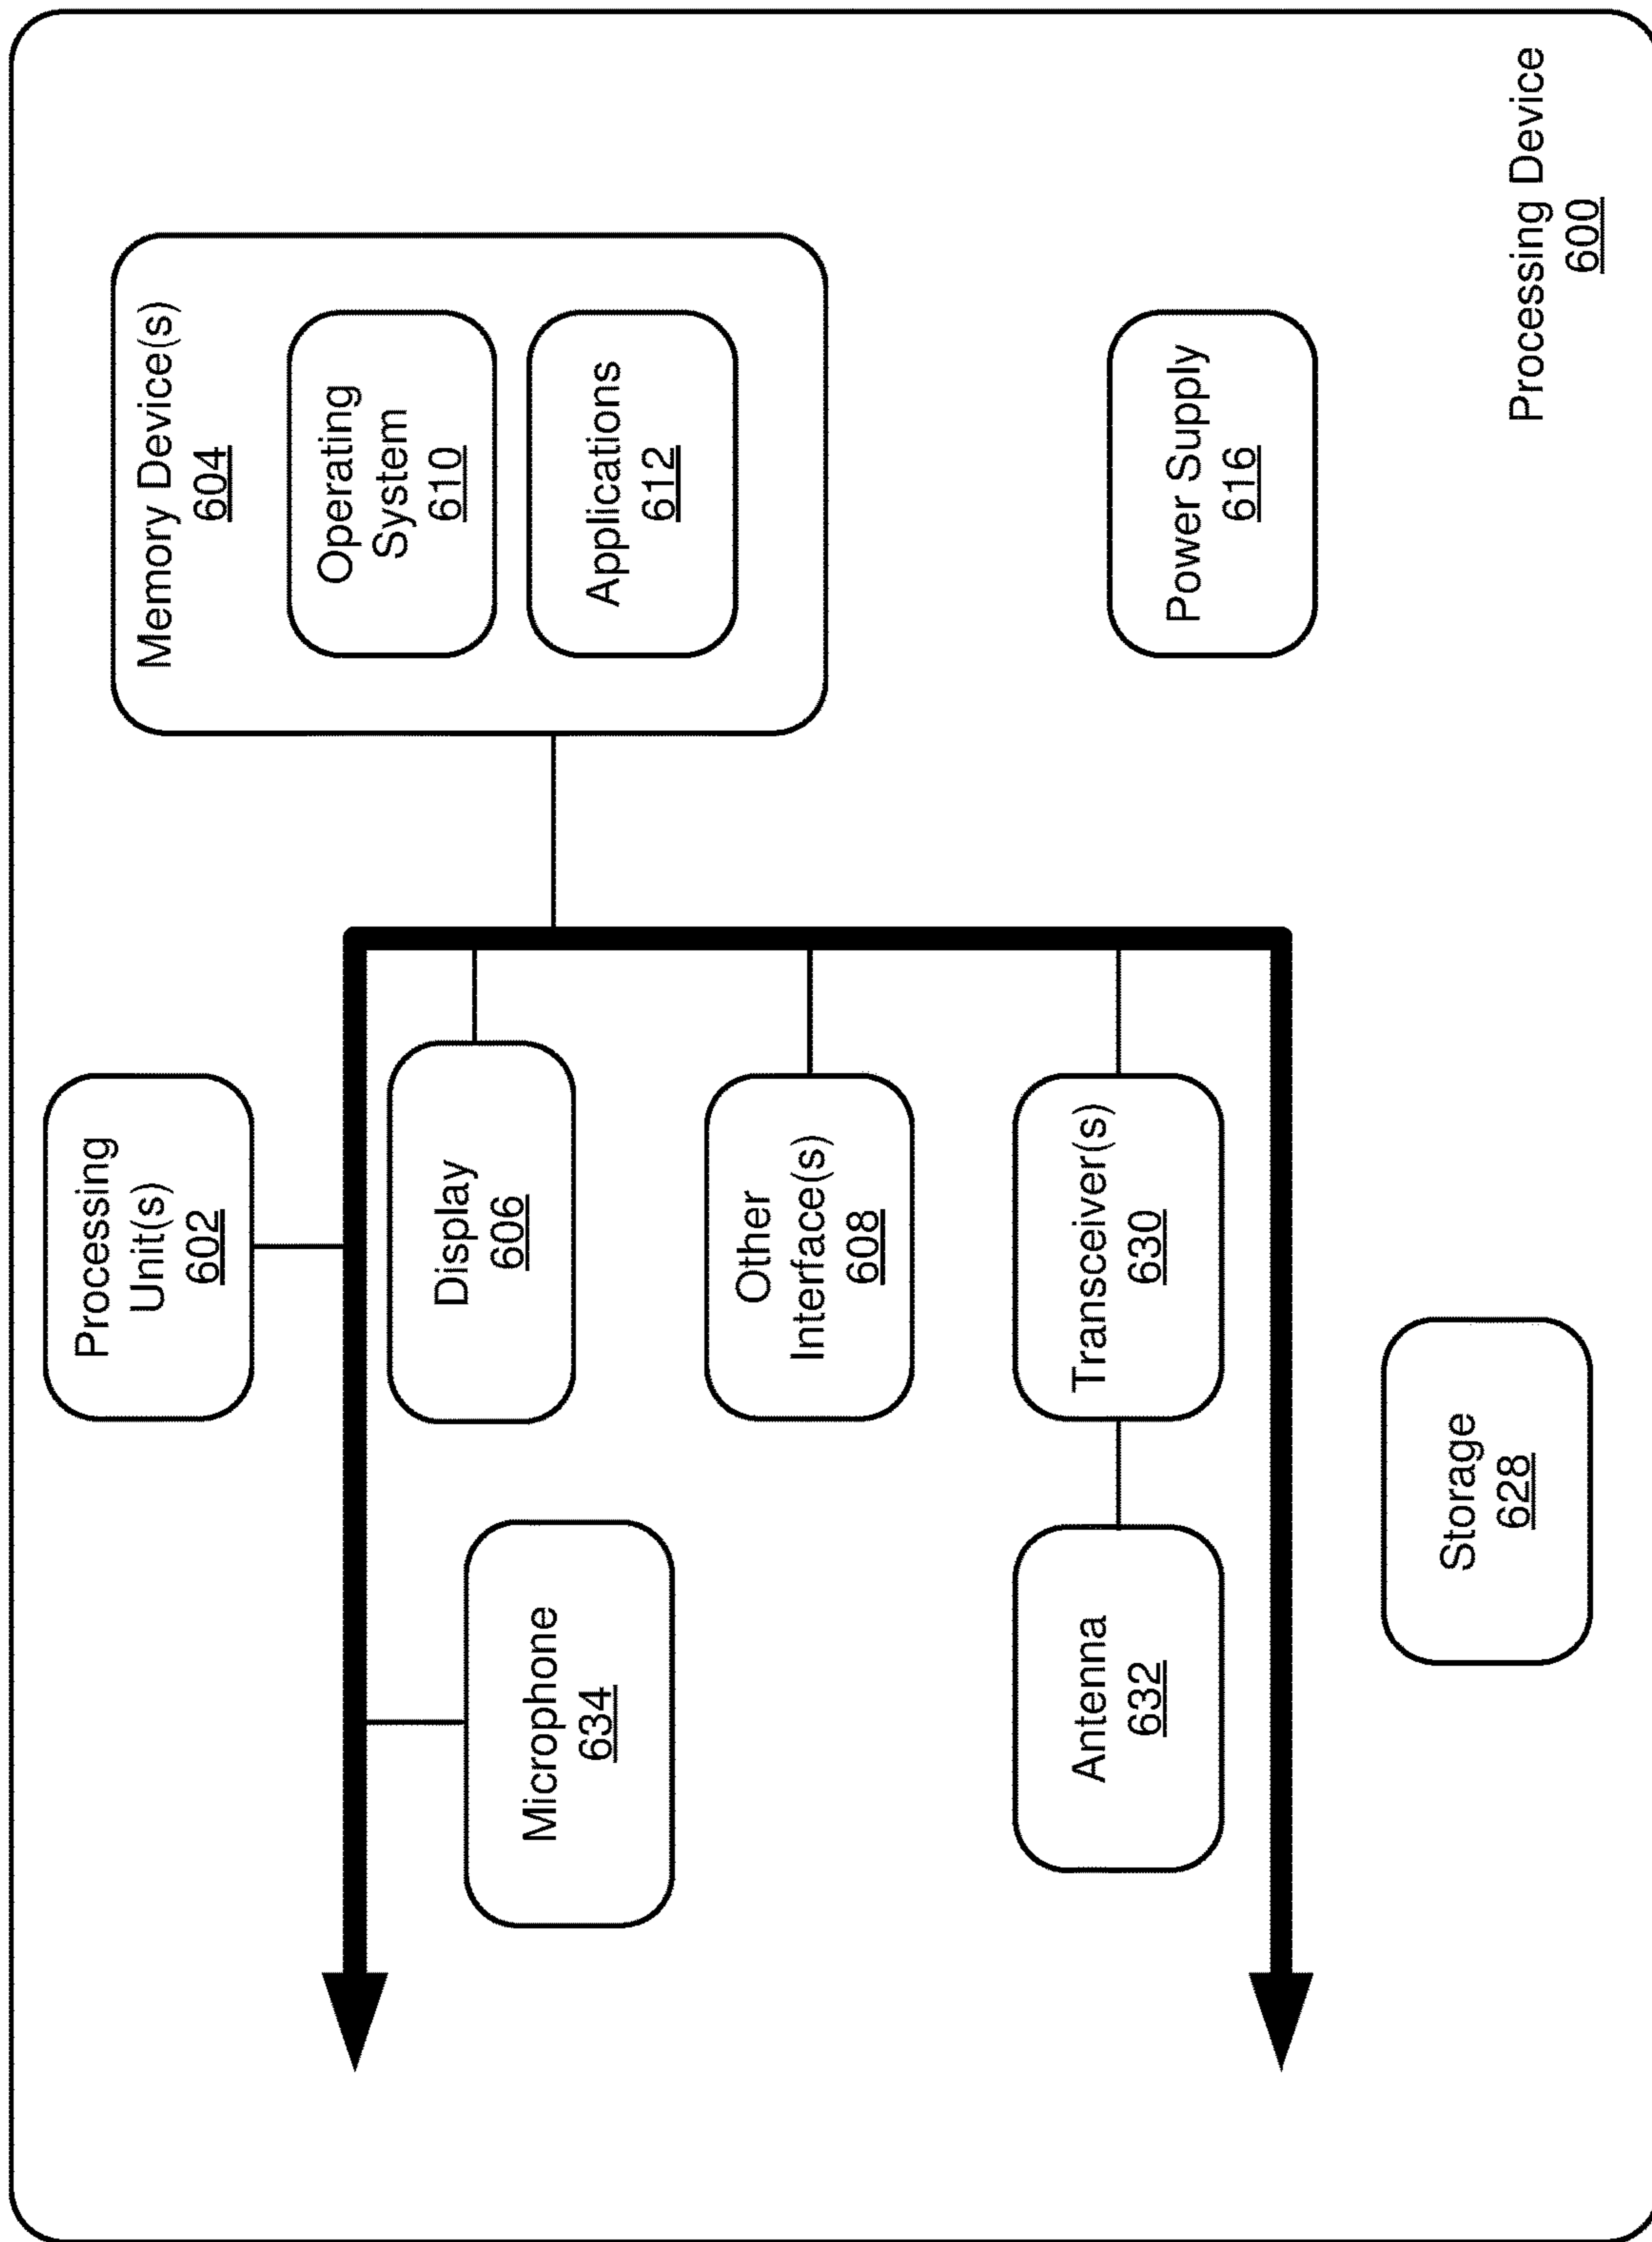 Processing
Unit(s)
602
Memory Device(s)
604
Operating
System
610
Display
606
Microphone
634
Applications
612
Other
Interface(s)
608
Antenna
632
Transceiver(s)
630
Power Supply
616
Storage
628
Processing Device
600